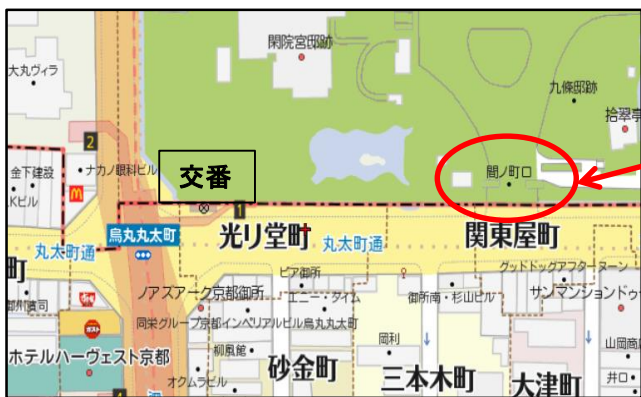 閑院宮邸跡
大丸ヴィラ
九條邸跡
拾翠亭
2
金下建設
ナカノ眼科ビル
Kビル
交番
間ノ町口
1
丸太町通
烏丸丸太町
光リ堂町
丸太町通
関東屋町
町
ピア御所
グッドドッグアフターヌーン
ノアズアーク京都御所
エニー・タイム
御所南・杉山ビル
サンマンションドゥ
同栄グループ京都インペリアルビル烏丸丸太町
岡利
山岡商店
ホテルハーヴェスト京都
柳風館
砂金町
三本木町
大津町
井口
オクムラビル
4